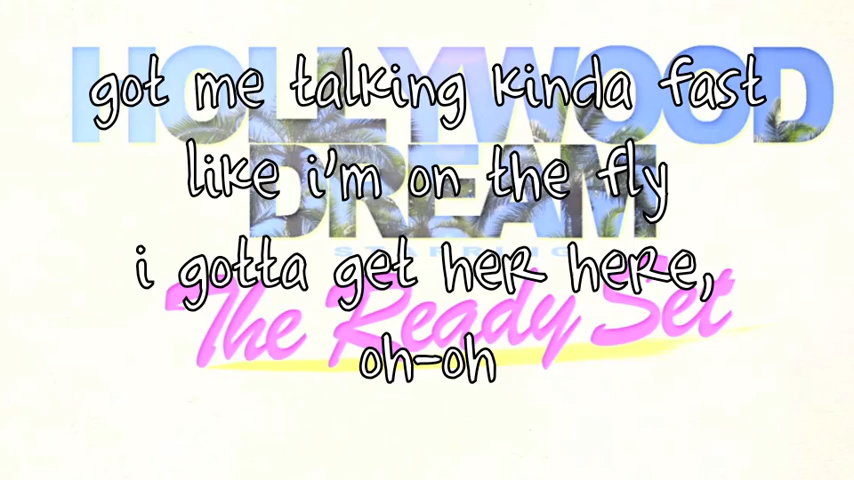 HOLLYWOOD
got me talking kinda fast
DREAM
like i'm on the fly
STARRING
i gotta get her here,
The Ready Set
oh-oh